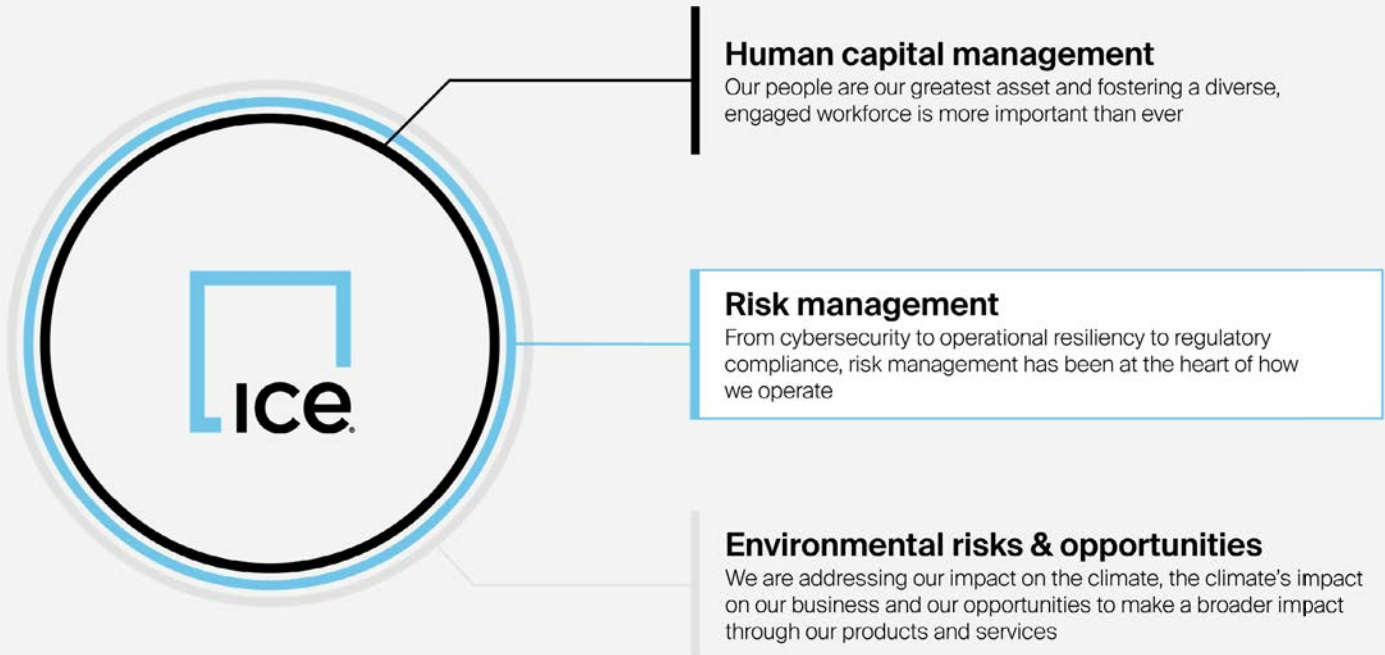 Human capital management
Our people are our greatest asset and fostering a diverse,
engaged workforce is more important than ever
ICE
Risk management
From cybersecurity to operational resiliency to regulatory
compliance, risk management has been at the heart of how
we operate
Environmental risks & opportunities
We are addressing our impact on the climate, the climate’s impact
on our business and our opportunities to make a broader impact
through our products and services